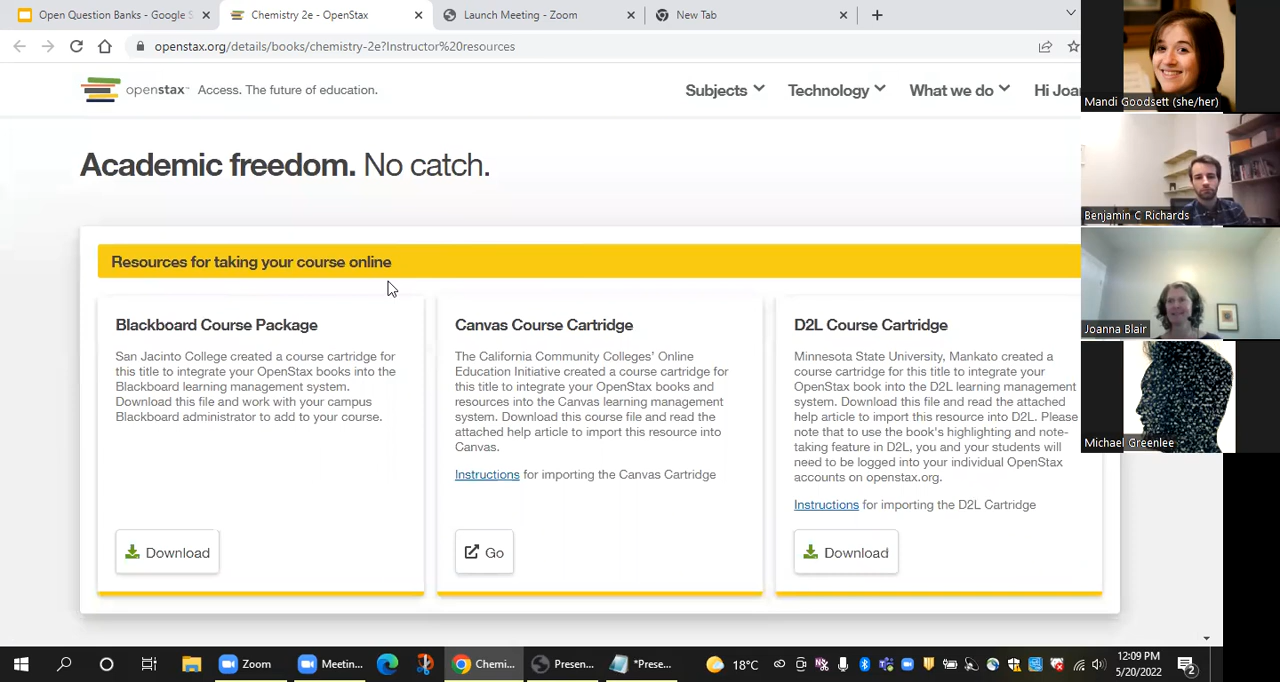 Open Question Banks - Google S
Chemistry 2e - OpenStax
Launch Meeting - Zoom
New Tab
openstax.org/details/books/chemistry-2e?Instructor%20resources
openstax™ Access. The future of education.
Subjects
Technology
What we do
Hi Joa
Academic freedom. No catch.
Resources for taking your course online
Blackboard Course Package
San Jacinto College created a course cartridge for
this title to integrate your OpenStax books into the
Blackboard learning management system.
Download this file and work with your campus
Blackboard administrator to add to your course.
Download
Canvas Course Cartridge
The California Community Colleges' Online
Education Initiative created a course cartridge for
this title to integrate your OpenStax books and
resources into the Canvas learning management
system. Download this course file and read the
attached help article to import this resource into
Canvas.
Instructions for importing the Canvas Cartridge
Go
D2L Course Cartridge
Minnesota State University, Mankato created a
course cartridge for this title to integrate your
OpenStax book into the D2L learning management
system. Download this file and read the attached
help article to import this resource into D2L. Please
note that to use the book's highlighting and note-
taking feature in D2L, you and your students will
need to be logged into your individual OpenStax
accounts on openstax.org.
Instructions for importing the D2L Cartridge
Download
Mandi Goodsett (she/her)
Benjamin C Richards
Joanna Blair
Michael Greenlee
Zoom
Meetin...
Chemi...
Presen...
*Prese...
18°C
12:09 PM
5/20/2022
2